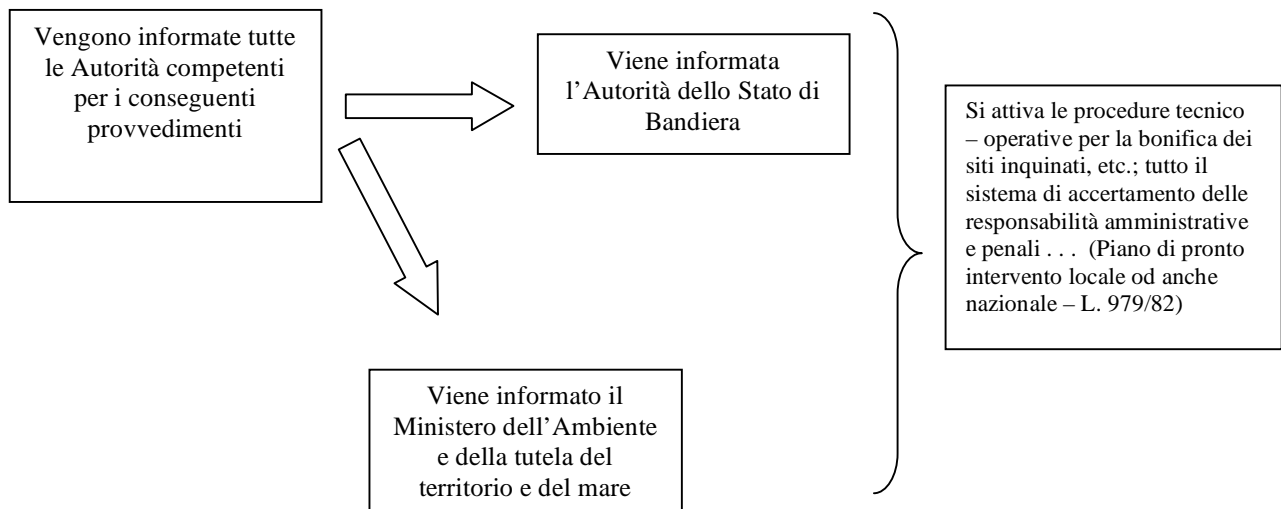 Vengono informate tutte
le Autorità competenti
per i conseguenti
provvedimenti
Viene informata
l’Autorità dello Stato di
Bandiera
Si attiva le procedure tecnico
– operative per la bonifica dei
siti inquinati, etc.; tutto il
sistema di accertamento delle
responsabilità amministrative
e penali . . . (Piano di pronto
intervento locale od anche
nazionale – L. 979/82)
Viene informato il
Ministero dell’Ambiente
e della tutela del
territorio e del mare